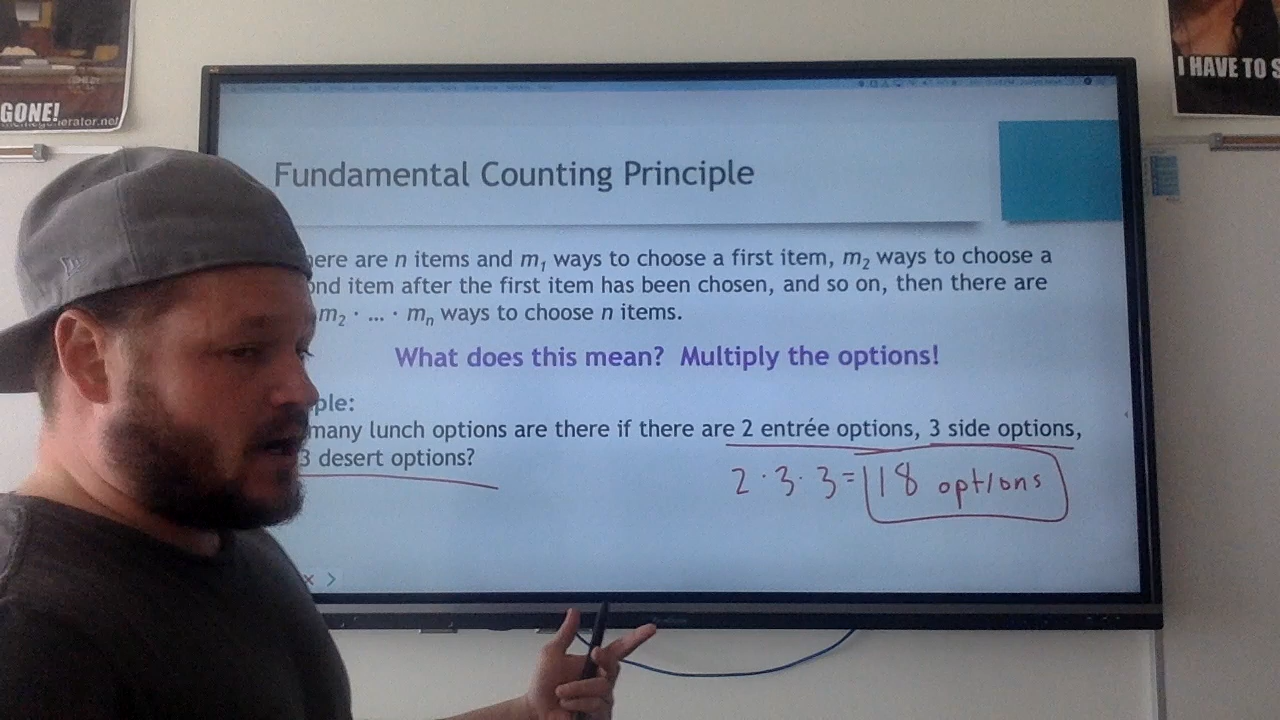 GONE!
I HAVE TO S
Fundamental Counting Principle
here are n items and m₁ ways to choose a first item, m₂ ways to choose a
ond item after the first item has been chosen, and so on, then there are
m₂ · ... · mₙ ways to choose n items.
What does this mean? Multiply the options!
ple:
many lunch options are there if there are 2 entrée options, 3 side options,
3 desert options?
2 · 3 · 3 = 18 options